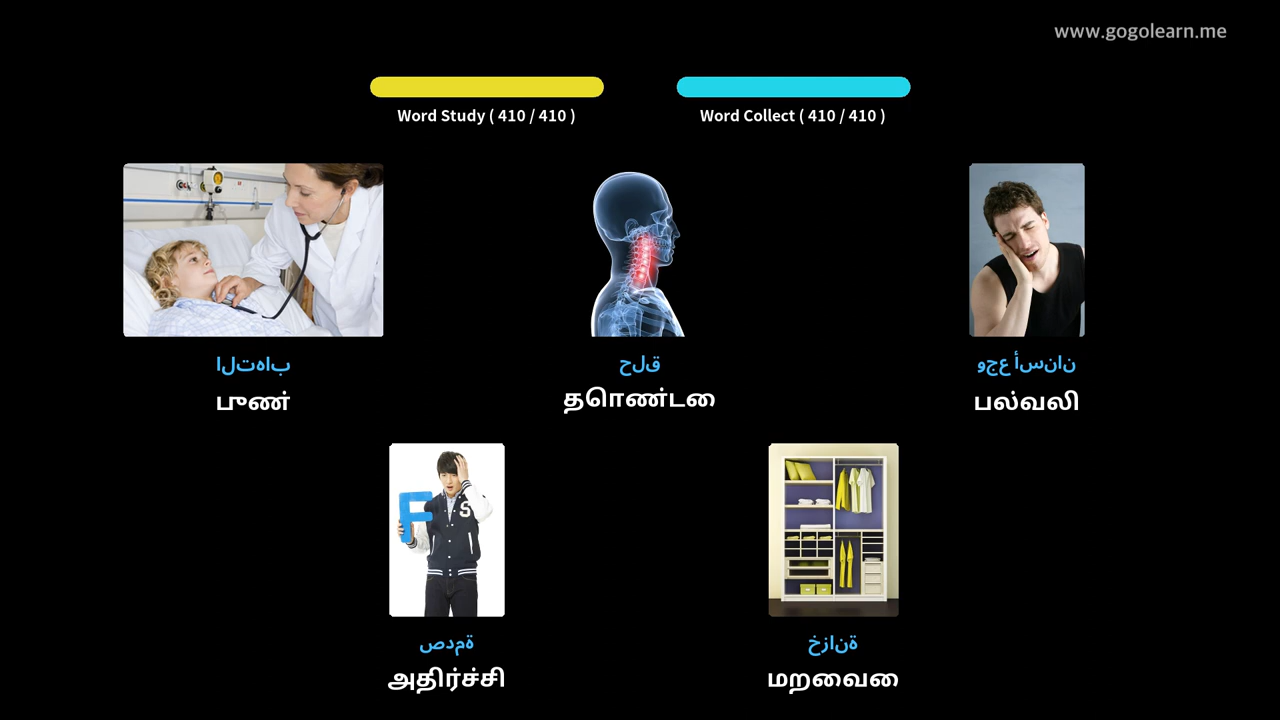 www.gogolearn.me
Word Study ( 410 / 410 )
Word Collect ( 410 / 410 )
التهاب
حلق
وجع أسنان
புண்
தொண்டை
பல்வலி
صدمة
خزانة
அதிர்ச்சி
மறைவை